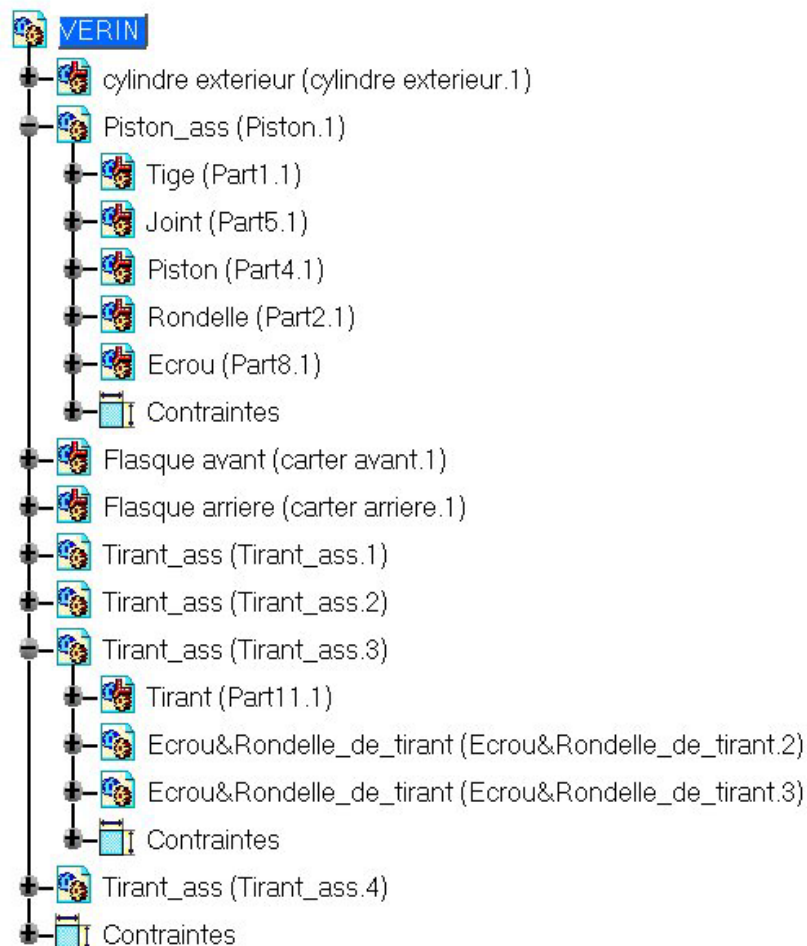 VERIN
cylindre exterieur (cylindre exterieur.1)
Piston_ass (Piston.1)
Tige (Part1.1)
Joint (Part5.1)
Piston (Part4.1)
Rondelle (Part2.1)
Ecrou (Part8.1)
Contraintes
Flasque avant (carter avant.1)
Flasque arriere (carter arriere.1)
Tirant_ass (Tirant_ass.1)
Tirant_ass (Tirant_ass.2)
Tirant_ass (Tirant_ass.3)
Tirant (Part11.1)
Ecrou&Rondelle_de_tirant (Ecrou&Rondelle_de_tirant.2)
Ecrou&Rondelle_de_tirant (Ecrou&Rondelle_de_tirant.3)
Contraintes
Tirant_ass (Tirant_ass.4)
Contraintes